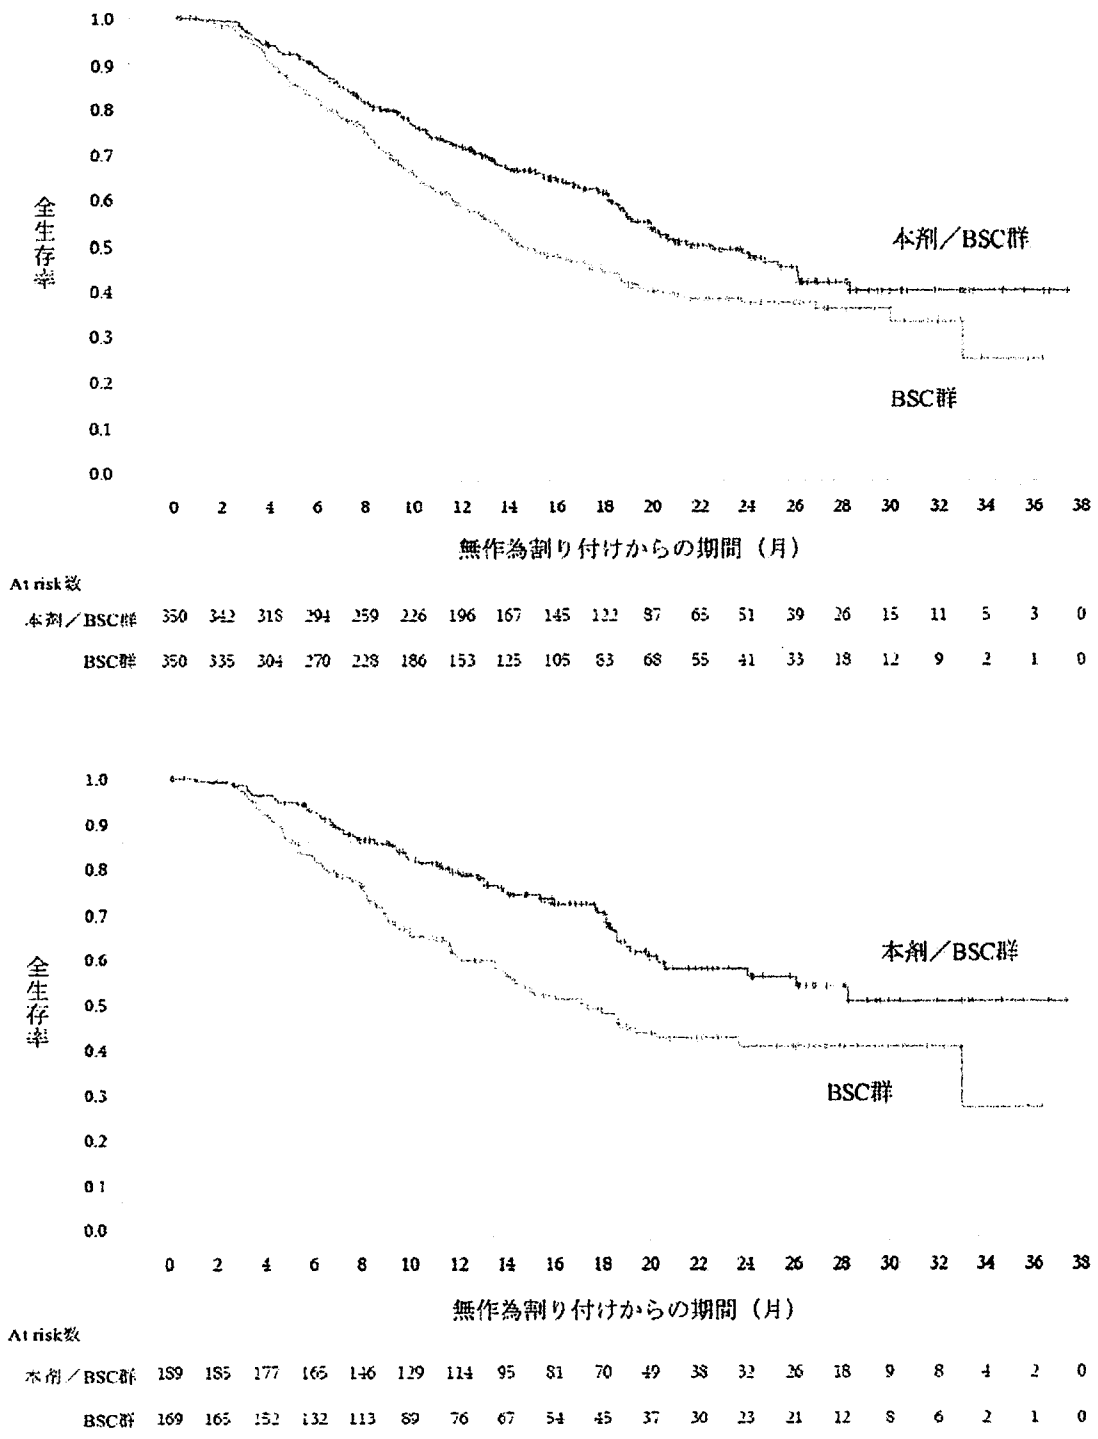 1.0
0.9
0.8
0.7
0.6
0.5
0.4
0.3
0.2
0.1
0.0
全生存率
本剤/BSC群
BSC群
0 2 4 6 8 10 12 14 16 18 20 22 24 26 28 30 32 34 36 38
無作為割り付けからの期間（月）
At risk数
本剤/BSC群 350 342 318 294 259 226 196 167 145 122 87 65 51 39 26 15 11 5 3 0
BSC群 350 335 304 270 228 186 153 125 105 83 68 55 41 33 18 12 9 2 1 0
1.0
0.9
0.8
0.7
0.6
0.5
0.4
0.3
0.2
0.1
0.0
全生存率
本剤/BSC群
BSC群
0 2 4 6 8 10 12 14 16 18 20 22 24 26 28 30 32 34 36 38
無作為割り付けからの期間（月）
At risk数
本剤/BSC群 189 185 177 165 146 129 114 95 81 70 49 38 32 26 18 9 8 4 2 0
BSC群 169 165 152 132 113 89 76 67 54 45 37 30 23 21 12 8 6 2 1 0